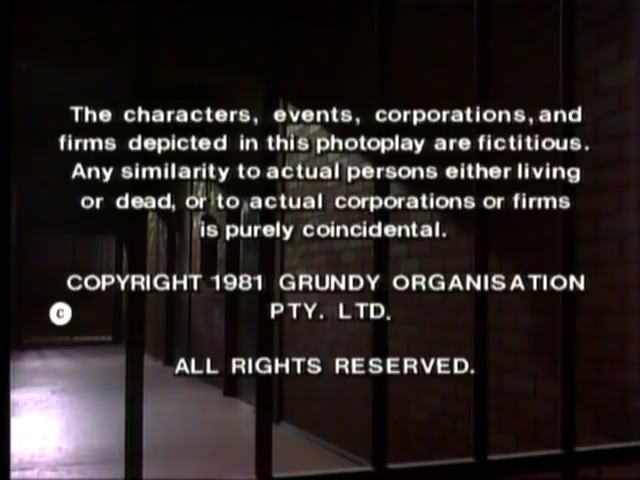 The characters, events, corporations, and
firms depicted in this photoplay are fictitious.
Any similarity to actual persons either living
or dead, or to actual corporations or firms
is purely coincidental.
COPYRIGHT 1981 GRUNDY ORGANISATION
C PTY. LTD.
ALL RIGHTS RESERVED.